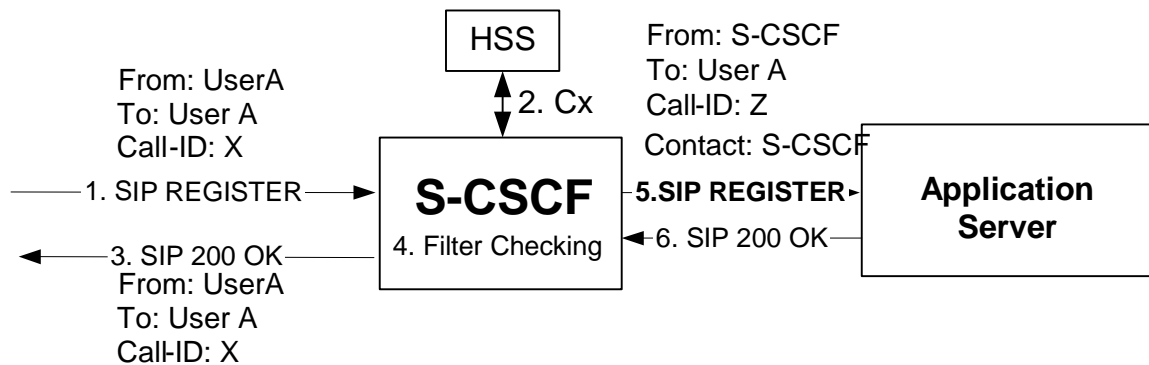 HSS
From: S-CSCF
To: User A
Call-ID: Z
Contact: S-CSCF
From: UserA
To: User A
Call-ID: X
2. Cx
1. SIP REGISTER
S-CSCF
4. Filter Checking
5.SIP REGISTER
6. SIP 200 OK
Application
Server
3. SIP 200 OK
From: UserA
To: User A
Call-ID: X